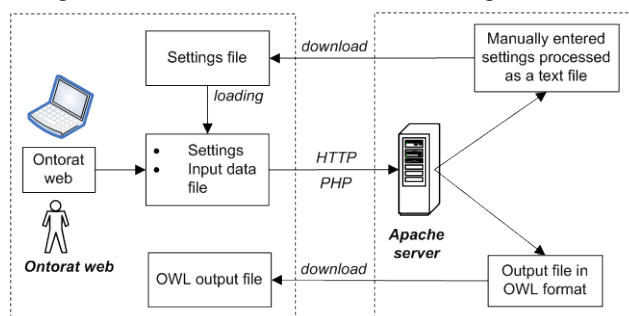 Settings file
download
Manually entered
settings processed
as a text file
loading
Ontorat
web
• Settings
• Input data
file
HTTP
PHP
Apache
server
Ontorat web
OWL output file
download
Output file in
OWL format